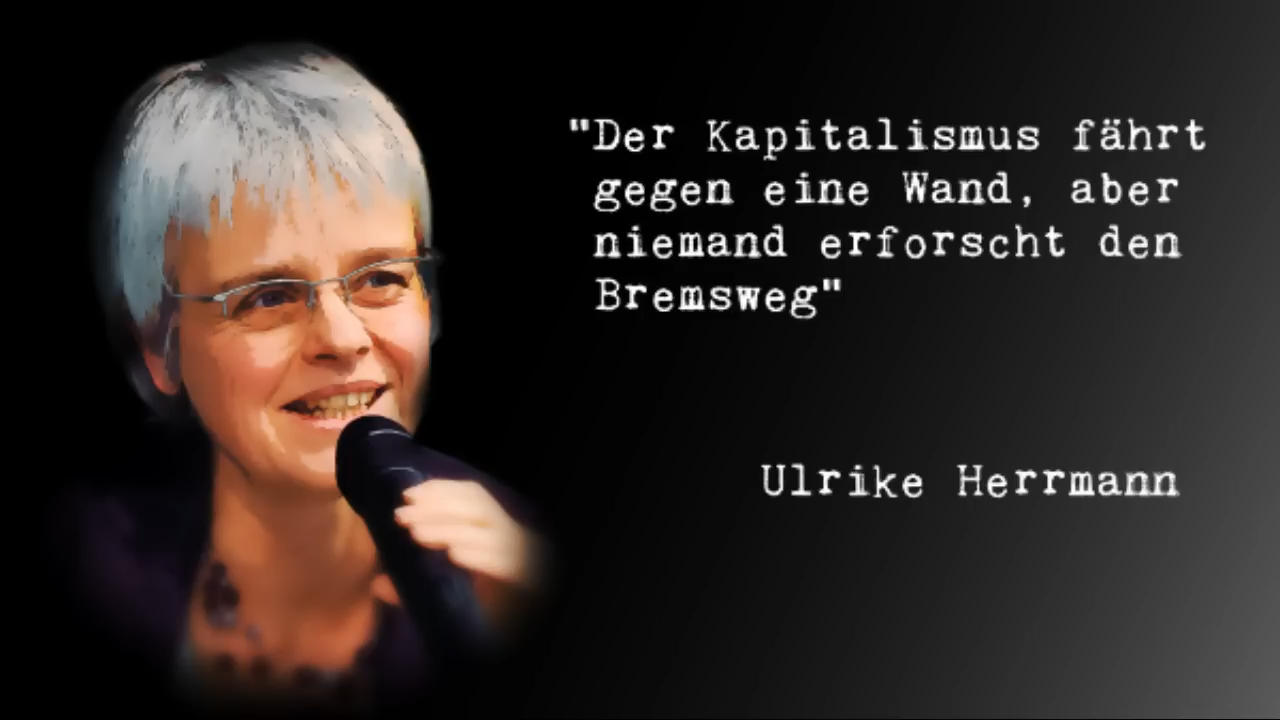 "Der Kapitalismus fährt
gegen eine Wand, aber
niemand erforscht den
Bremsweg"
Ulrike Herrmann